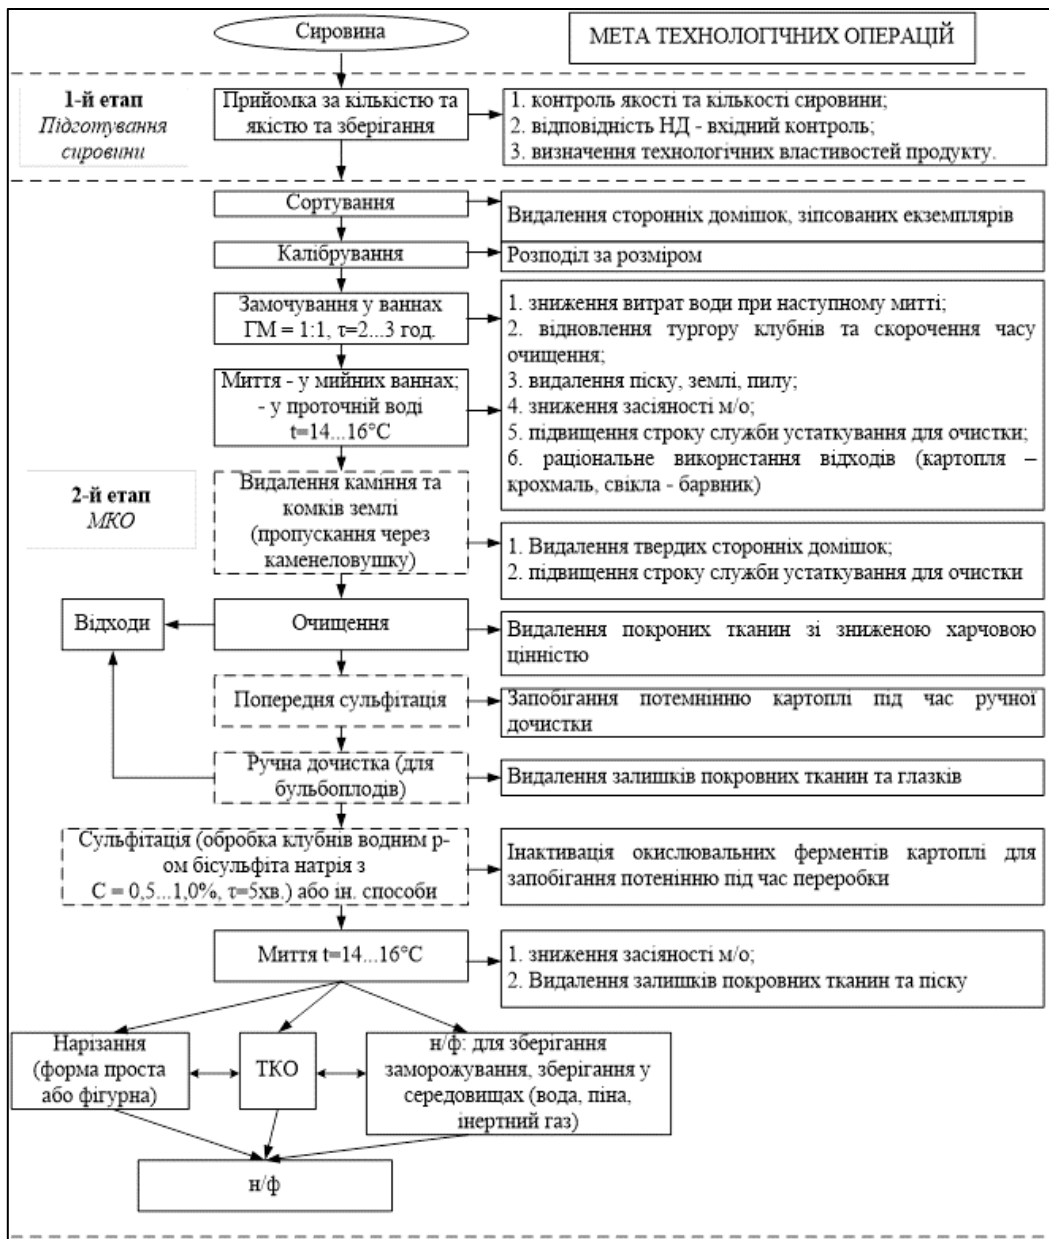 Сировина
МЕТА ТЕХНОЛОГІЧНИХ ОПЕРАЦІЙ
1-й етап
Підготування
сировини
Прийомка за кількістю та
якістю та зберігання
1. контроль якості та кількості сировини;
2. відповідність НД - вхідний контроль;
3. визначення технологічних властивостей продукту.
Сортування
Видалення сторонніх домішок, зіпсованих екземплярів
Калібрування
Розподіл за розміром
Замочування у ваннах
ГМ = 1:1, τ=2...3 год.
1. зниження витрат води при наступному митті;
2. відновлення тургору клубнів та скорочення часу
очищення;
3. видалення піску, землі, пилу;
4. зниження засіяності м/о;
5. підвищення строку служби устаткування для очистки;
6. раціональне використання відходів (картопля –
крохмаль, свікла - барвник)
Миття - у мийних ваннах;
- у проточній воді
t=14...16°С
2-й етап
МКО
Видалення каміння та
комків землі
(пропускання через
каменеловушку)
1. Видалення твердих сторонніх домішок;
2. підвищення строку служби устаткування для очистки
Відходи
Очищення
Видалення покроних тканин зі зниженою харчовою
цінністю
Попередня сульфітація
Запобігання потемнінню картоплі під час ручної
дочистки
Ручна дочистка (для
бульбоплодів)
Видалення залишків покровних тканин та глазків
Сульфітація (обробка клубнів водним р-
ом бісульфіта натрія з
С = 0,5...1,0%, τ=5хв.) або ін. способи
Інактивація окислювальних ферментів картоплі для
запобігання потенінню під час переробки
Миття t=14...16°С
1. зниження засіяності м/о;
2. Видалення залишків покровних тканин та піску
Нарізання
(форма проста
або фігурна)
ТКО
н/ф: для зберігання
заморожування, зберігання у
середовищах (вода, піна,
інертний газ)
н/ф